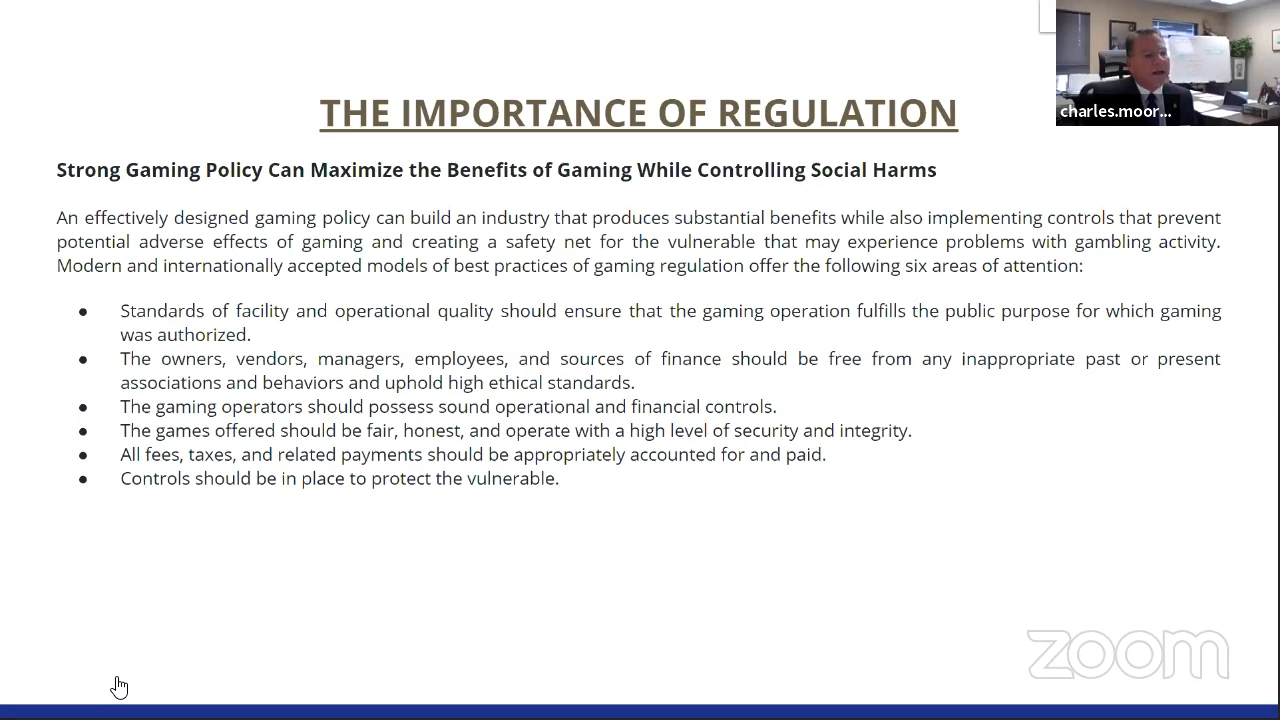 THE IMPORTANCE OF REGULATION
charles.moor...
Strong Gaming Policy Can Maximize the Benefits of Gaming While Controlling Social Harms
An effectively designed gaming policy can build an industry that produces substantial benefits while also implementing controls that prevent
potential adverse effects of gaming and creating a safety net for the vulnerable that may experience problems with gambling activity.
Modern and internationally accepted models of best practices of gaming regulation offer the following six areas of attention:
● Standards of facility and operational quality should ensure that the gaming operation fulfills the public purpose for which gaming
was authorized.
● The owners, vendors, managers, employees, and sources of finance should be free from any inappropriate past or present
associations and behaviors and uphold high ethical standards.
● The gaming operators should possess sound operational and financial controls.
● The games offered should be fair, honest, and operate with a high level of security and integrity.
● All fees, taxes, and related payments should be appropriately accounted for and paid.
● Controls should be in place to protect the vulnerable.
zoom